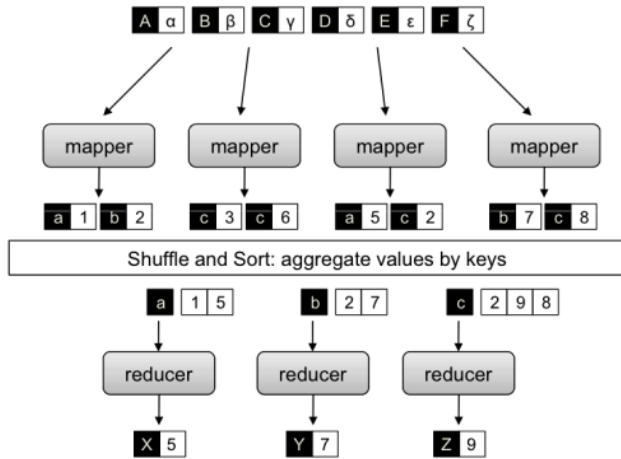 A α B β C γ D δ E ε F ζ
mapper mapper mapper mapper
a 1 b 2 c 3 c 6 a 5 c 2 b 7 c 8
Shuffle and Sort: aggregate values by keys
a 1 5 b 2 7 c 2 9 8
reducer reducer reducer
X 5 Y 7 Z 9